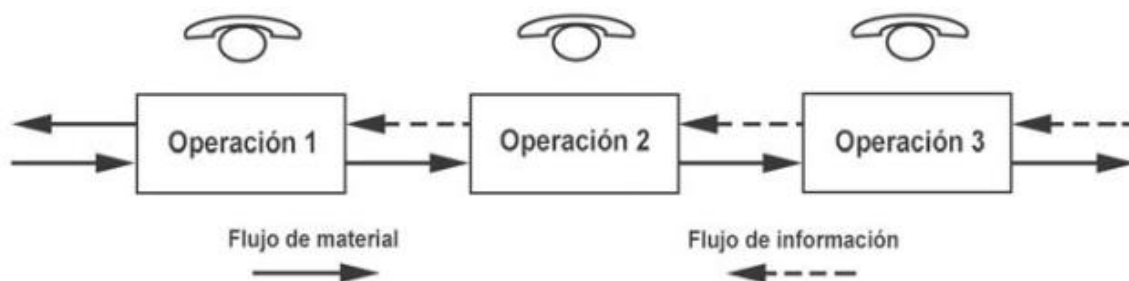 Operación 1
Operación 2
Operación 3
Flujo de material
Flujo de información